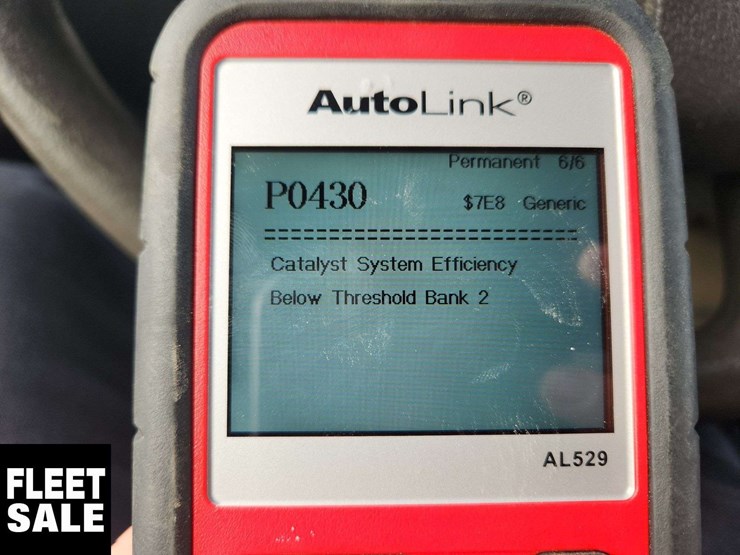 AutoLink®
Permanent 6/6
P0430 $7E8 Generic
==============================
Catalyst System Efficiency
Below Threshold Bank 2
AL529
FLEET
SALE